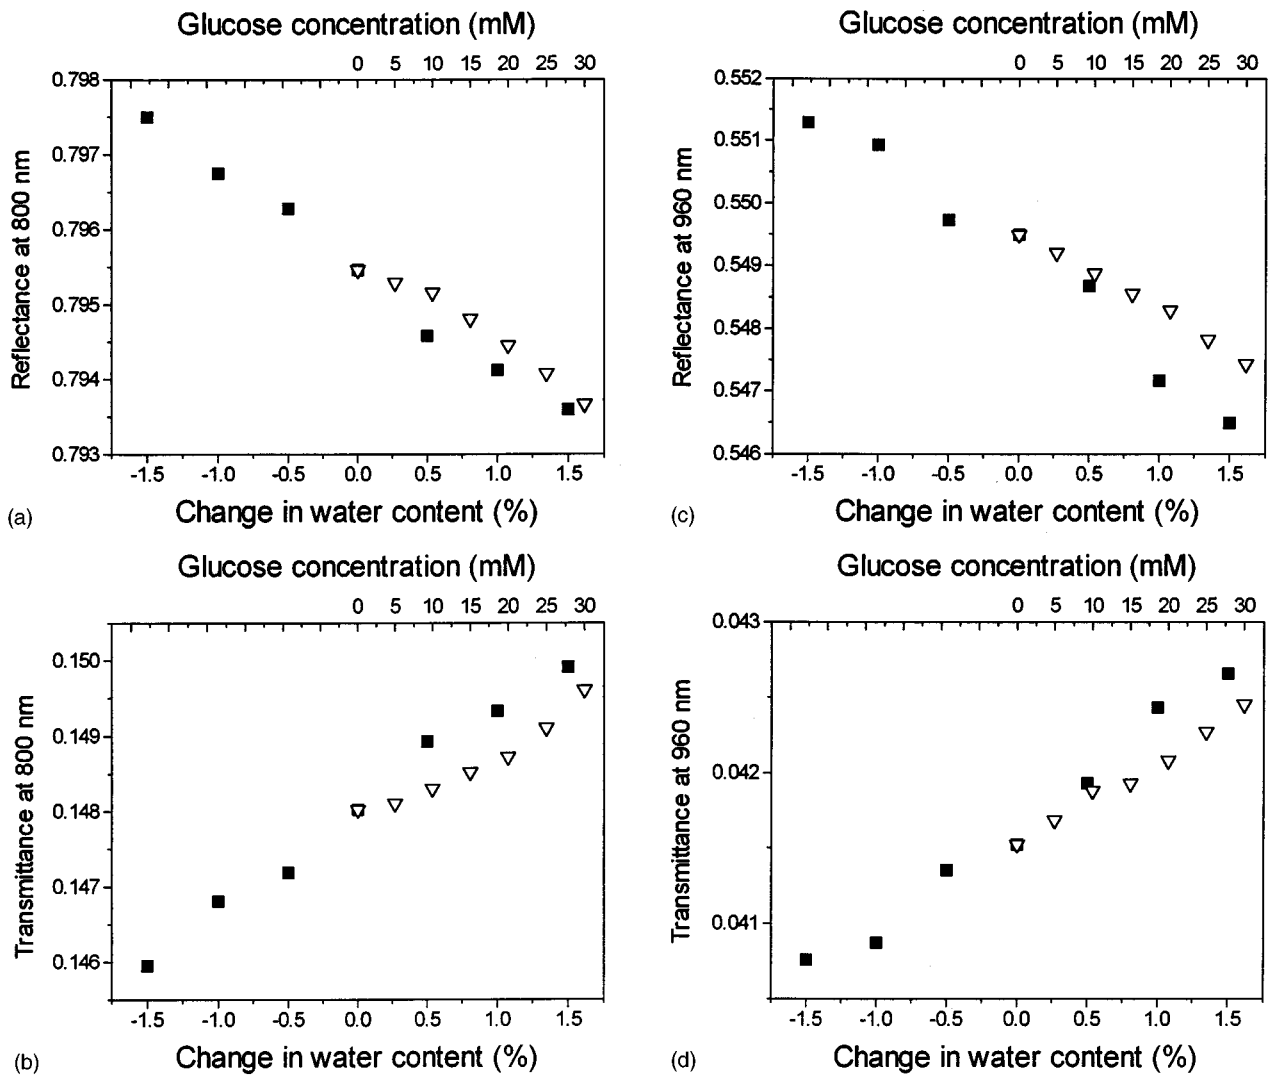 Glucose concentration (mM)
0 5 10 15 20 25 30
0.798
0.797
0.796
0.795
0.794
0.793
Reflectance at 800 nm
-1.5 -1.0 -0.5 0.0 0.5 1.0 1.5
(a) Change in water content (%)
Glucose concentration (mM)
0 5 10 15 20 25 30
0.552
0.551
0.550
0.549
0.548
0.547
0.546
Reflectance at 960 nm
-1.5 -1.0 -0.5 0.0 0.5 1.0 1.5
(c) Change in water content (%)
Glucose concentration (mM)
0 5 10 15 20 25 30
0.150
0.149
0.148
0.147
0.146
Transmittance at 800 nm
-1.5 -1.0 -0.5 0.0 0.5 1.0 1.5
(b) Change in water content (%)
Glucose concentration (mM)
0 5 10 15 20 25 30
0.043
0.042
0.041
Transmittance at 960 nm
-1.5 -1.0 -0.5 0.0 0.5 1.0 1.5
(d) Change in water content (%)